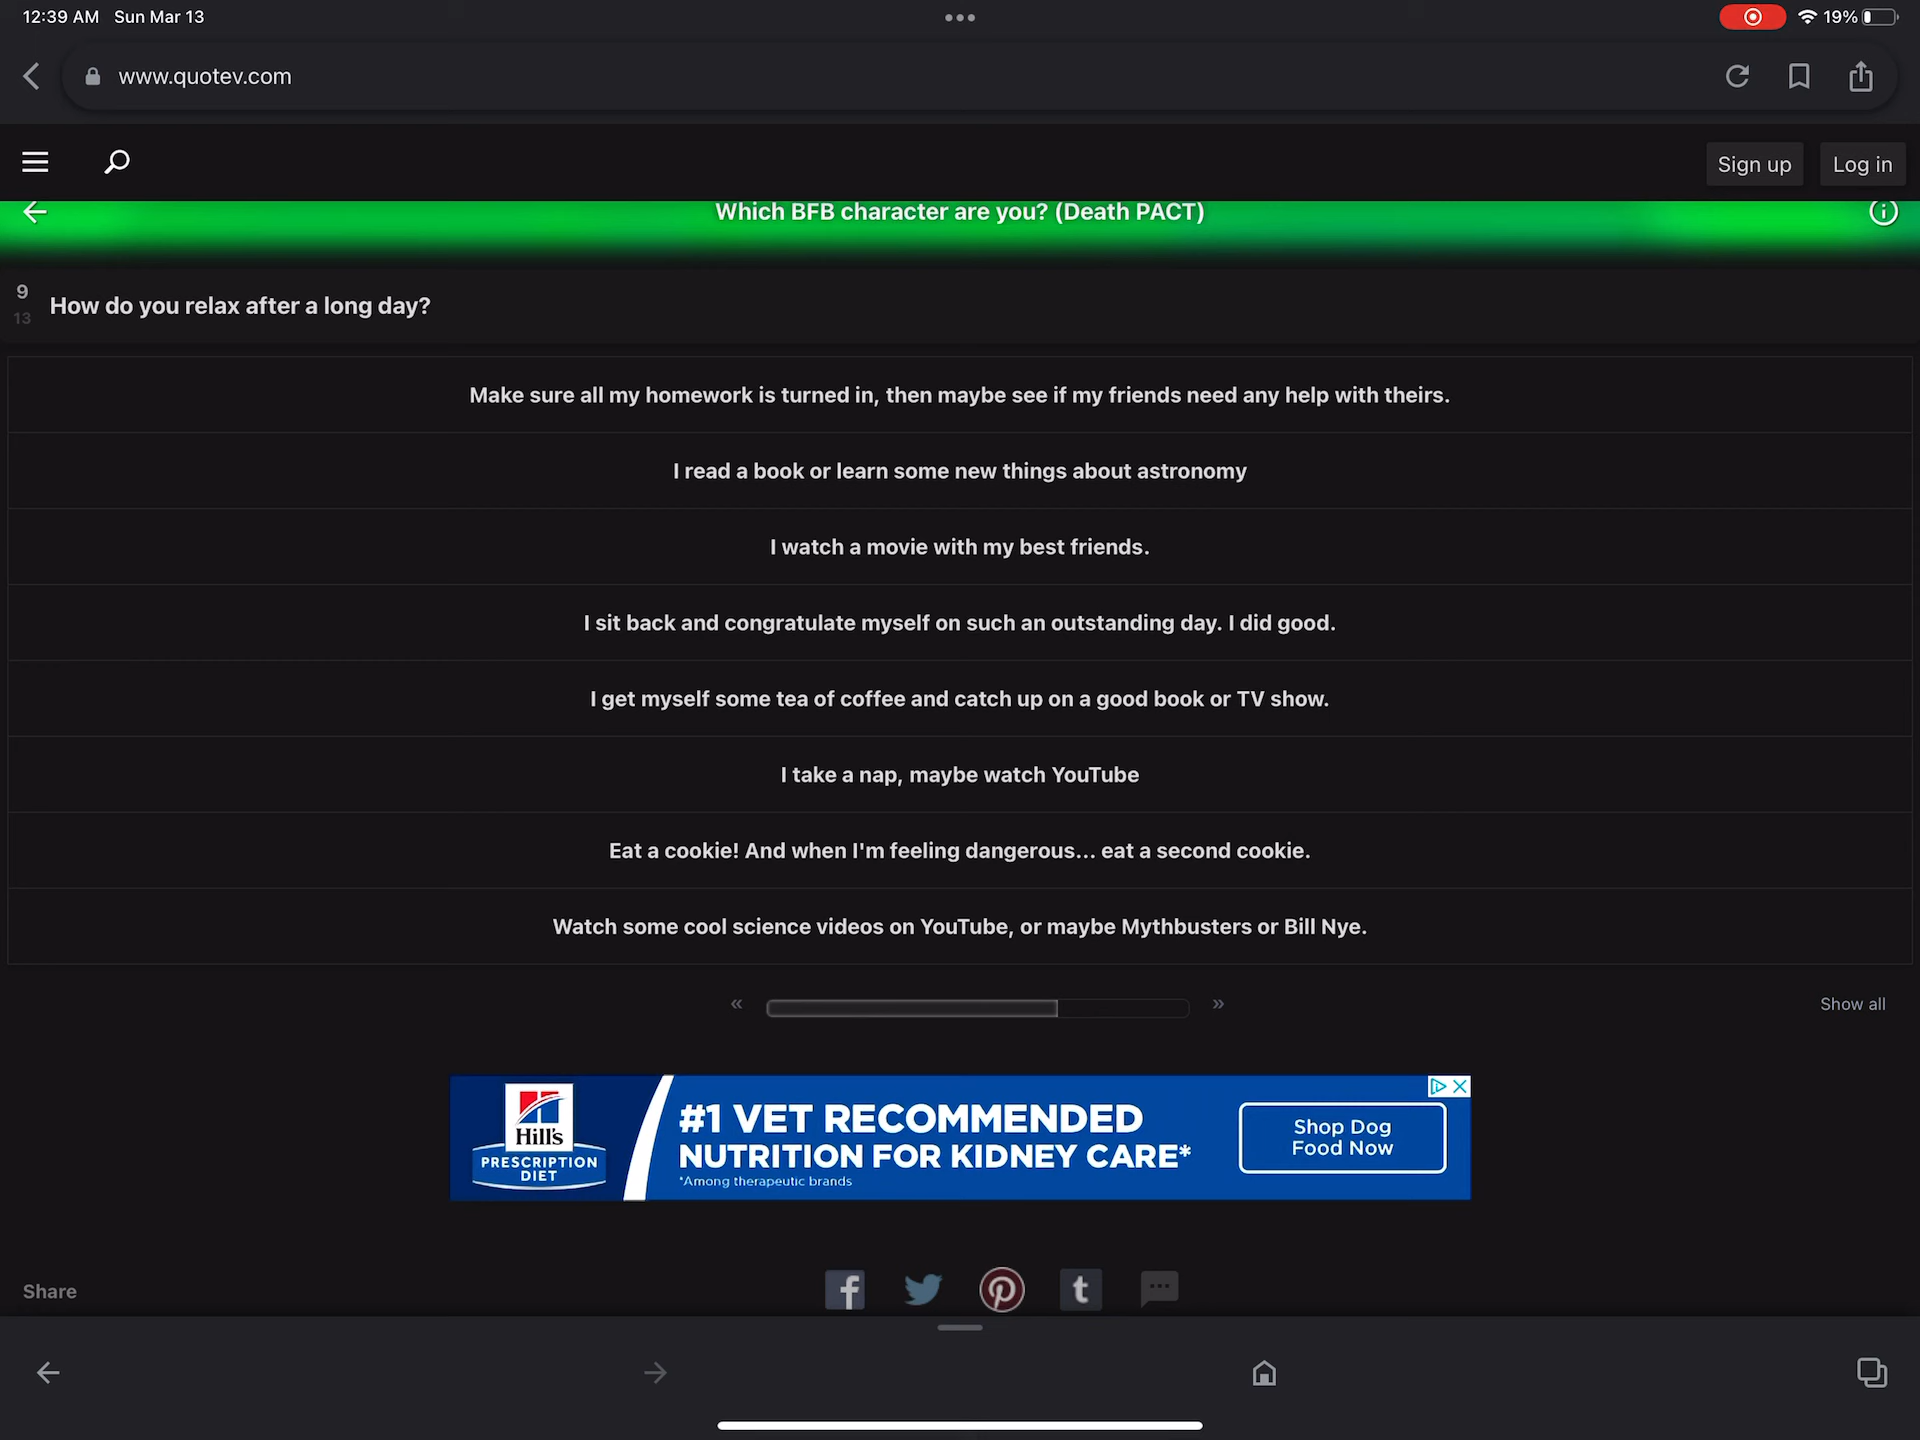 12:39 AM Sun Mar 13
19%
www.quotev.com
Sign up
Log in
Which BFB character are you? (Death PACT)
9
13
How do you relax after a long day?
Make sure all my homework is turned in, then maybe see if my friends need any help with theirs.
I read a book or learn some new things about astronomy
I watch a movie with my best friends.
I sit back and congratulate myself on such an outstanding day. I did good.
I get myself some tea of coffee and catch up on a good book or TV show.
I take a nap, maybe watch YouTube
Eat a cookie! And when I'm feeling dangerous... eat a second cookie.
Watch some cool science videos on YouTube, or maybe Mythbusters or Bill Nye.
« »
Show all
Hill's
PRESCRIPTION
DIET
#1 VET RECOMMENDED
NUTRITION FOR KIDNEY CARE*
*Among therapeutic brands
Shop Dog
Food Now
Share